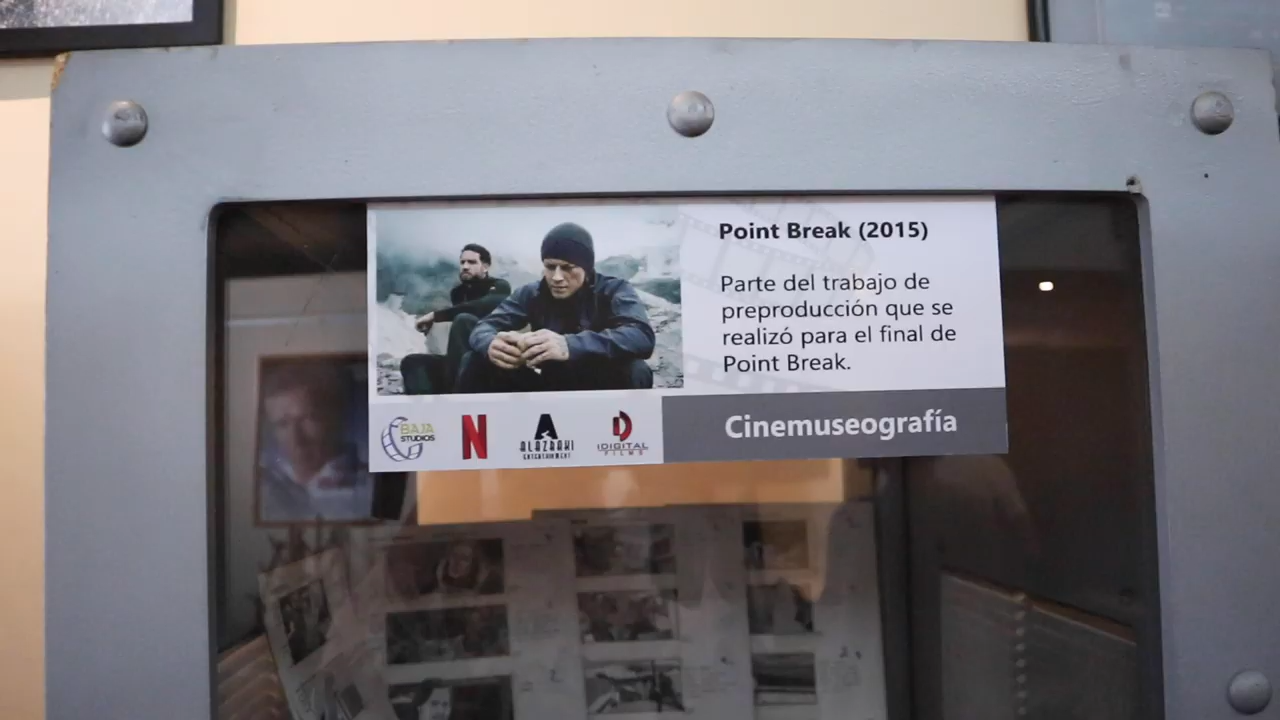 Point Break (2015)
Parte del trabajo de
preproducción que se
realizó para el final de
Point Break.
BAJA
STUDIOS
N
ALAZRAKI
ENTERTAINMENT
IDIGITAL
FILMS
Cinemuseografía